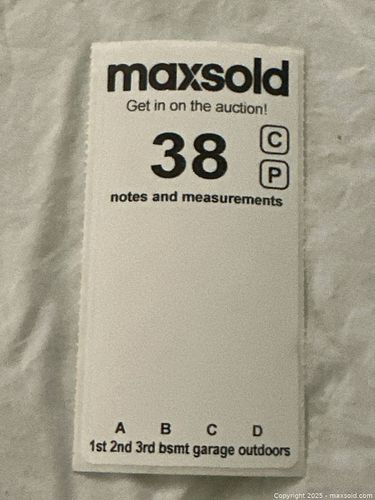 maxsold
Get in on the auction!
38
C
P
notes and measurements
A B C D
1st 2nd 3rd bsmt garage outdoors
Copyright 2025 - maxsold.com